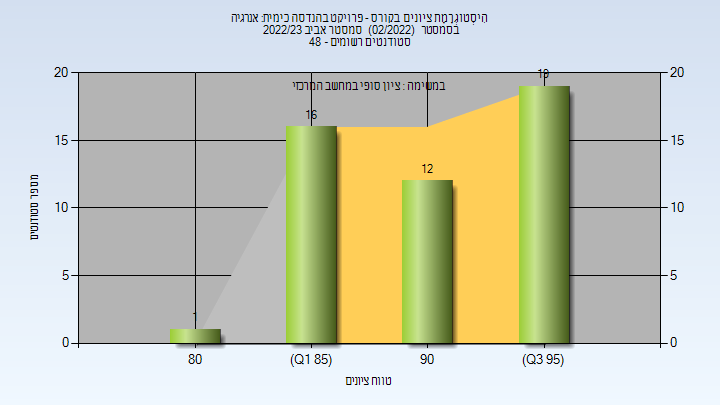 היסטוגרמת ציונים בקורס - פרויקט בהנדסה כימית: אנרגיה
בסמסטר (02/2022) סמסטר אביב 2022/23
סטודנטים רשומים - 48
במשימה : ציון סופי במחשב המרכזי
20 20
19
16
15 15
12
10 10
מספר סטודנטים
5 5
1
0 0
80 (Q1 85) 90 (Q3 95)
טווח ציונים